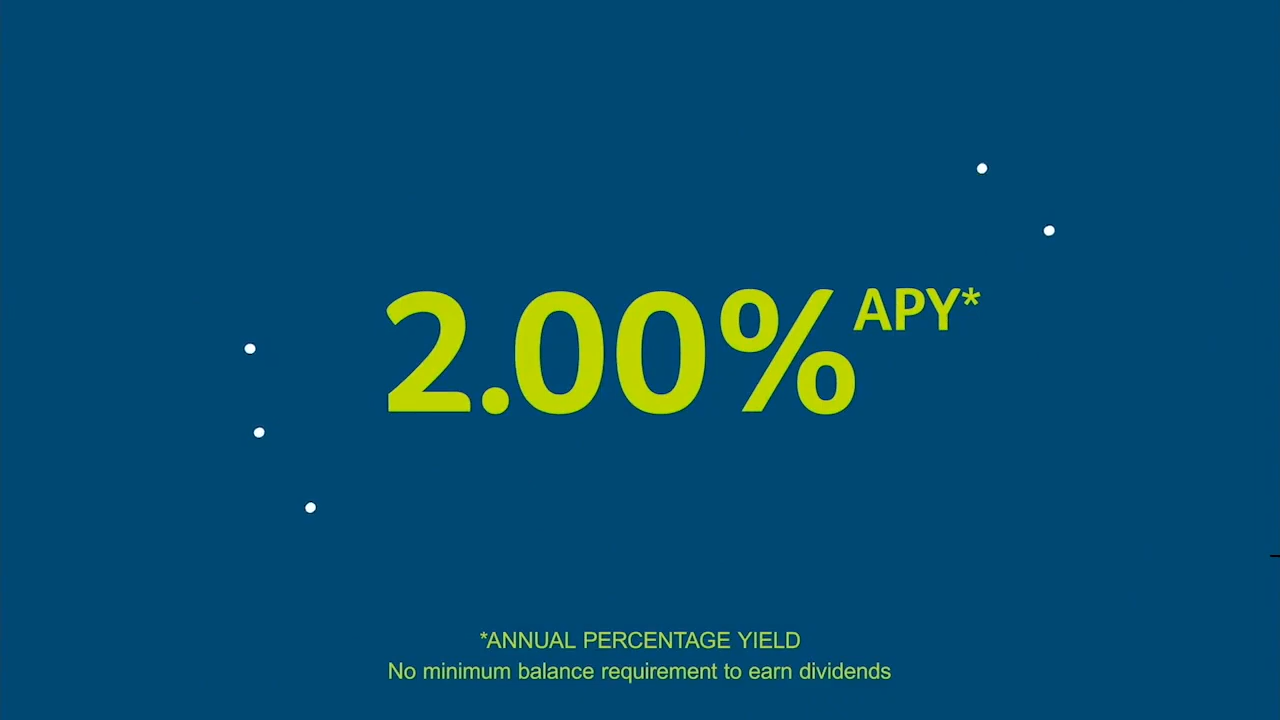 2.00% APY*
*ANNUAL PERCENTAGE YIELD
No minimum balance requirement to earn dividends